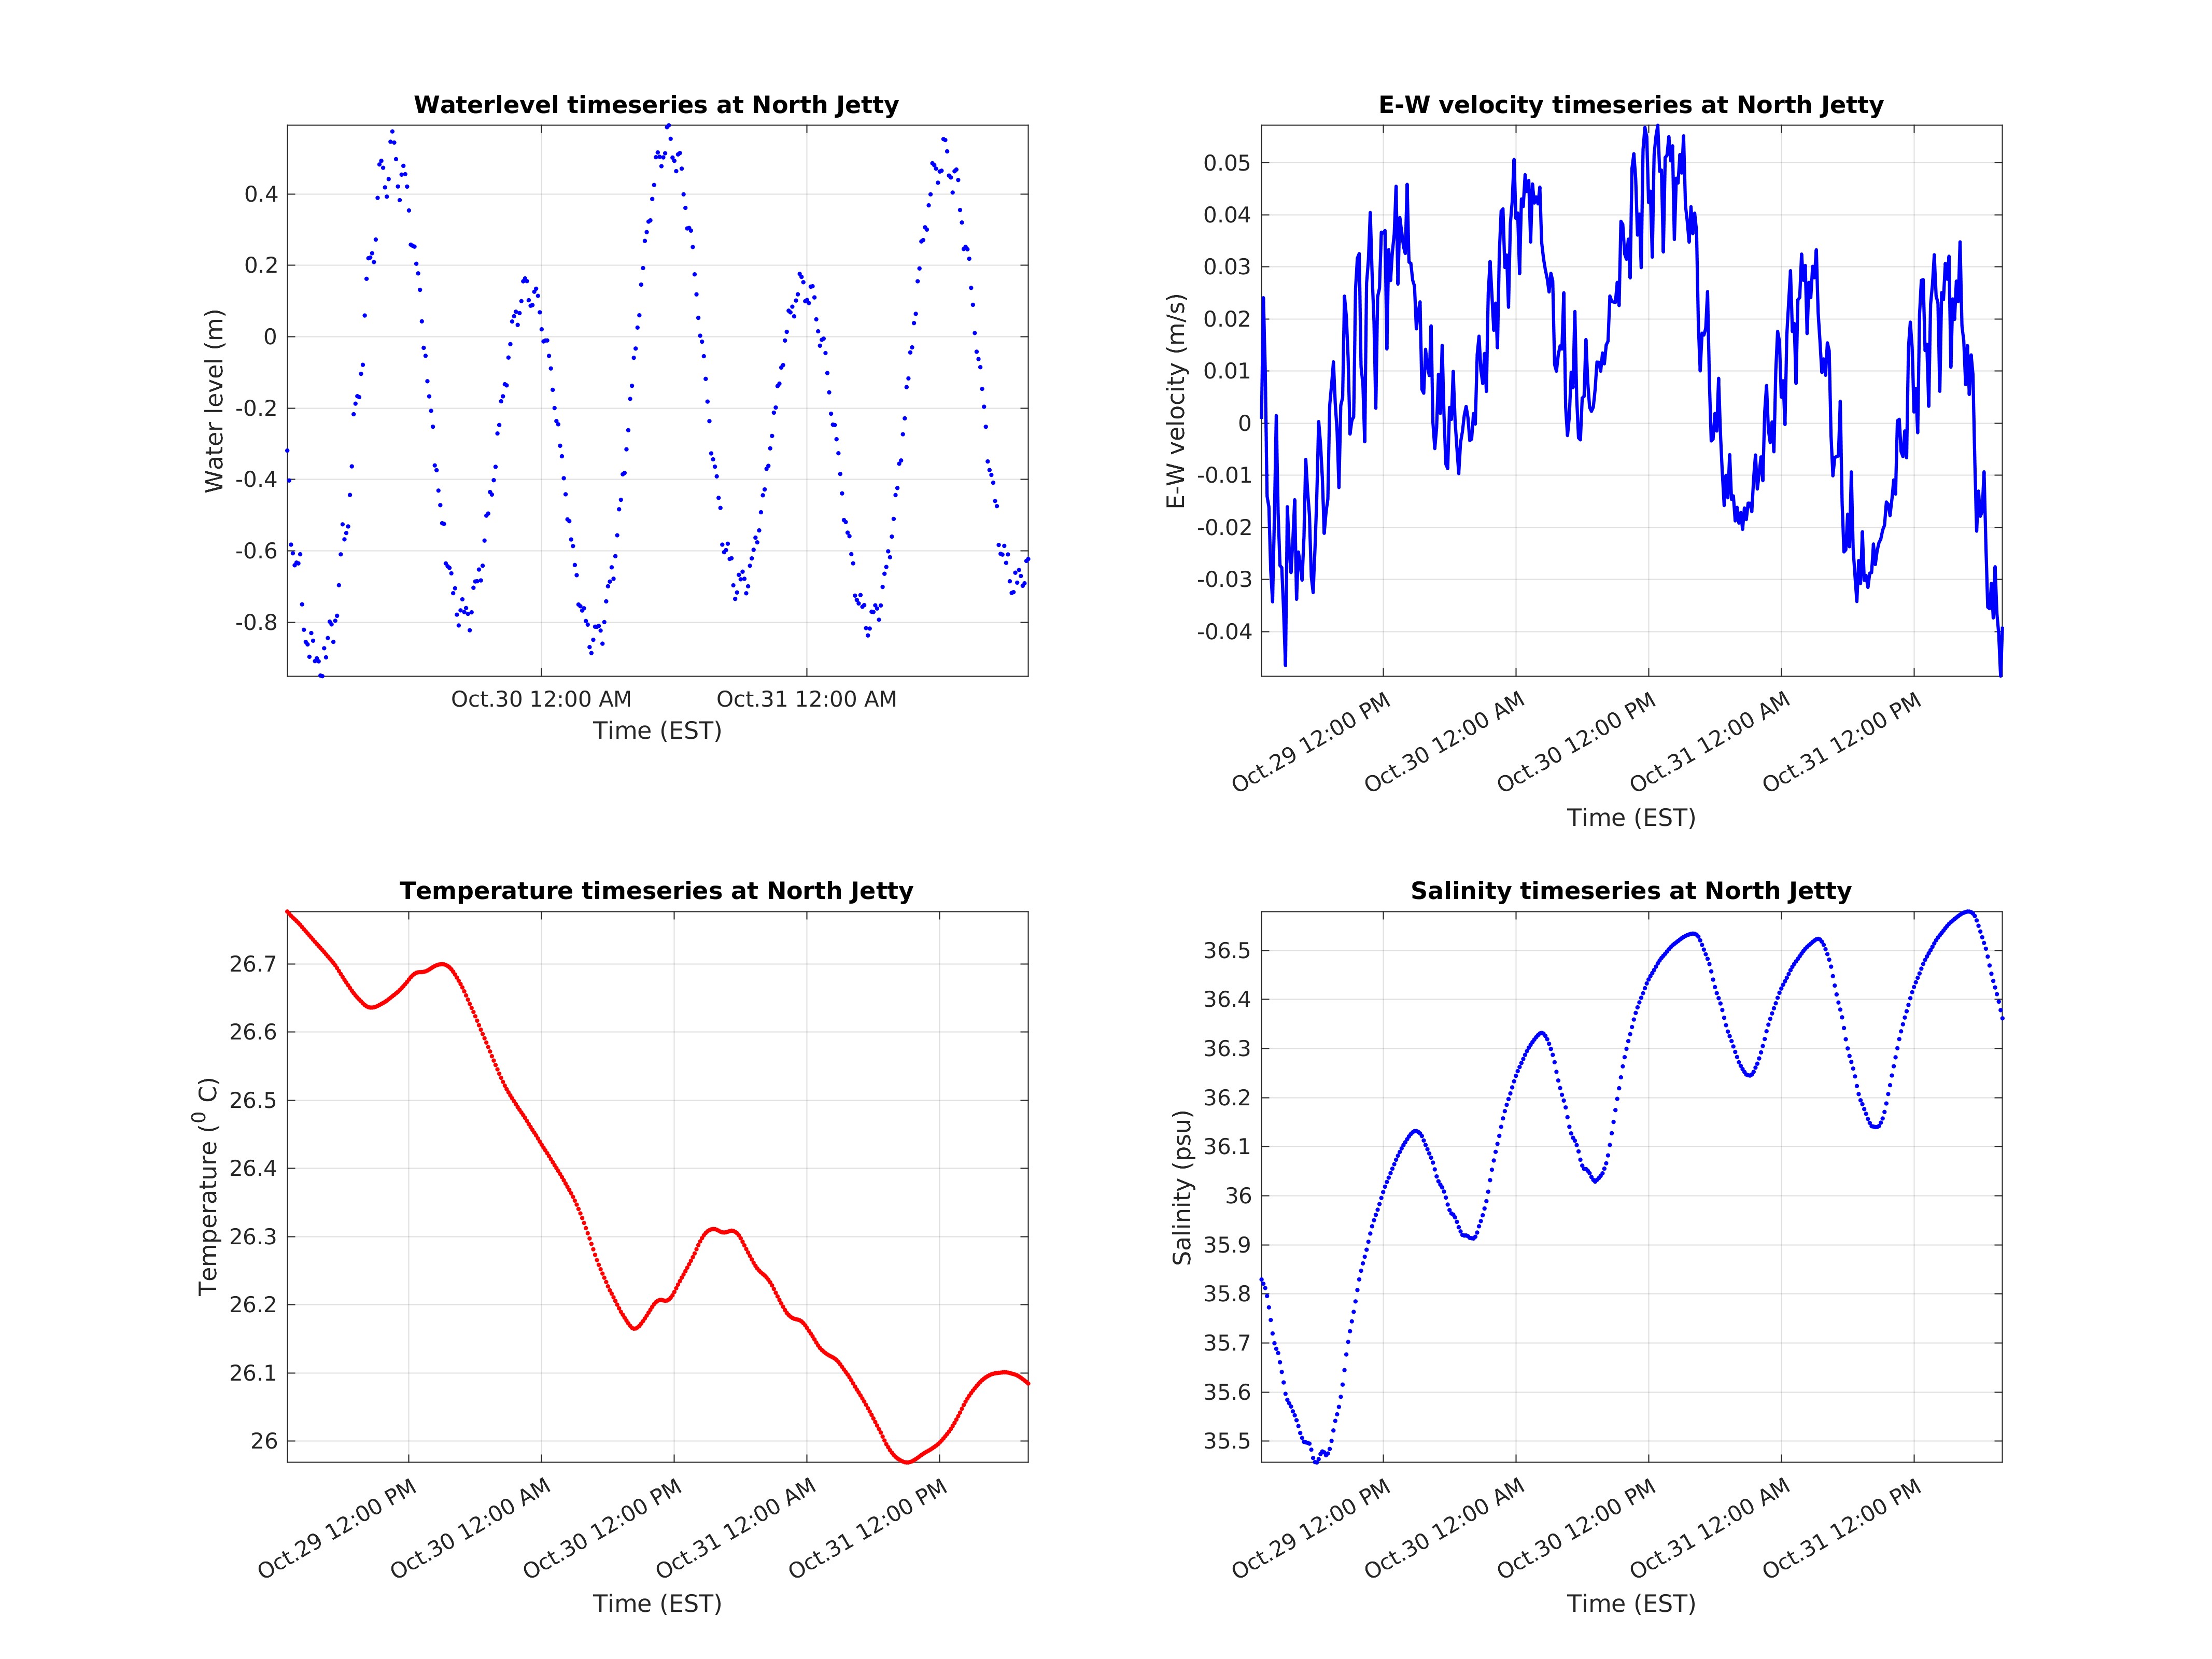 Waterlevel timeseries at North Jetty
0.4
0.2
0
-0.2
-0.4
-0.6
-0.8
Water level (m)
Oct.30 12:00 AM
Oct.31 12:00 AM
Time (EST)
E-W velocity timeseries at North Jetty
0.05
0.04
0.03
0.02
0.01
0
-0.01
-0.02
-0.03
-0.04
E-W velocity (m/s)
Oct.29 12:00 PM
Oct.30 12:00 AM
Oct.30 12:00 PM
Oct.31 12:00 AM
Oct.31 12:00 PM
Time (EST)
Temperature timeseries at North Jetty
26.7
26.6
26.5
26.4
26.3
26.2
26.1
26
Temperature (⁰ C)
Oct.29 12:00 PM
Oct.30 12:00 AM
Oct.30 12:00 PM
Oct.31 12:00 AM
Oct.31 12:00 PM
Time (EST)
Salinity timeseries at North Jetty
36.5
36.4
36.3
36.2
36.1
36
35.9
35.8
35.7
35.6
35.5
Salinity (psu)
Oct.29 12:00 PM
Oct.30 12:00 AM
Oct.30 12:00 PM
Oct.31 12:00 AM
Oct.31 12:00 PM
Time (EST)